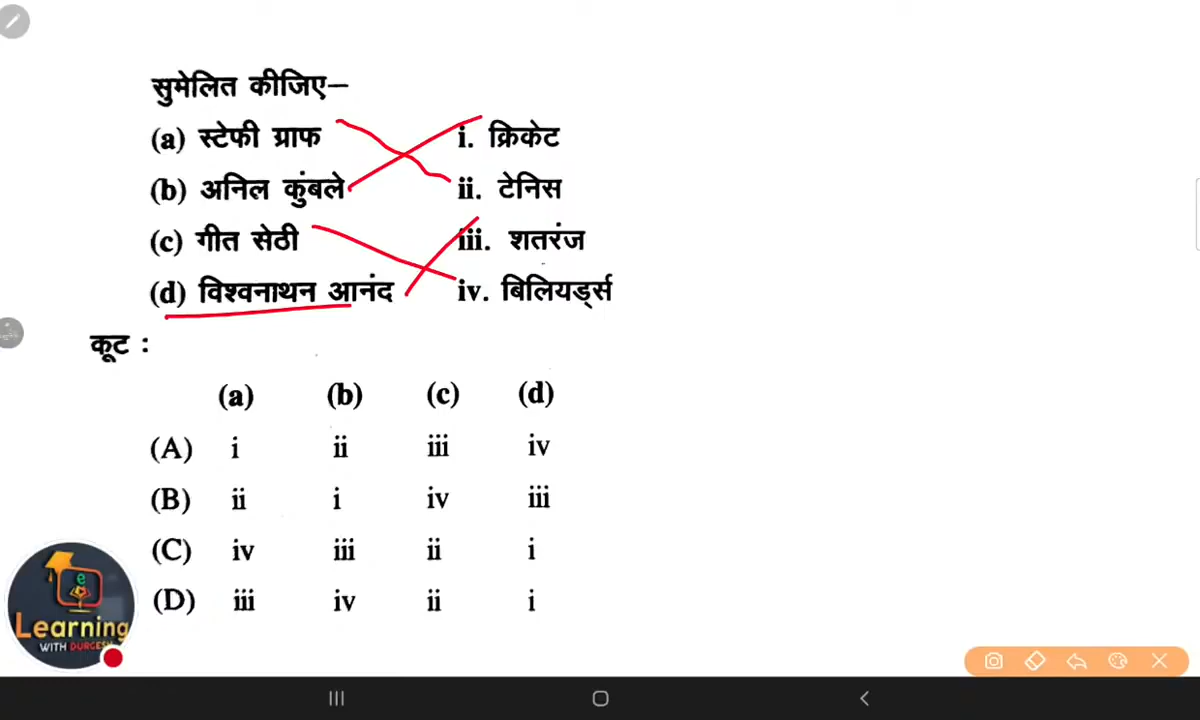 सुमेलित कीजिए–
(a) स्टेफी ग्राफ i. क्रिकेट
(b) अनिल कुंबले ii. टेनिस
(c) गीत सेठी iii. शतरंज
(d) विश्वनाथन आनंद iv. बिलियर्ड्स
कूट :
(a) (b) (c) (d)
(A) i ii iii iv
(B) ii i iv iii
(C) iv iii ii i
(D) iii iv ii i
e
Learning
WITH DURGESH